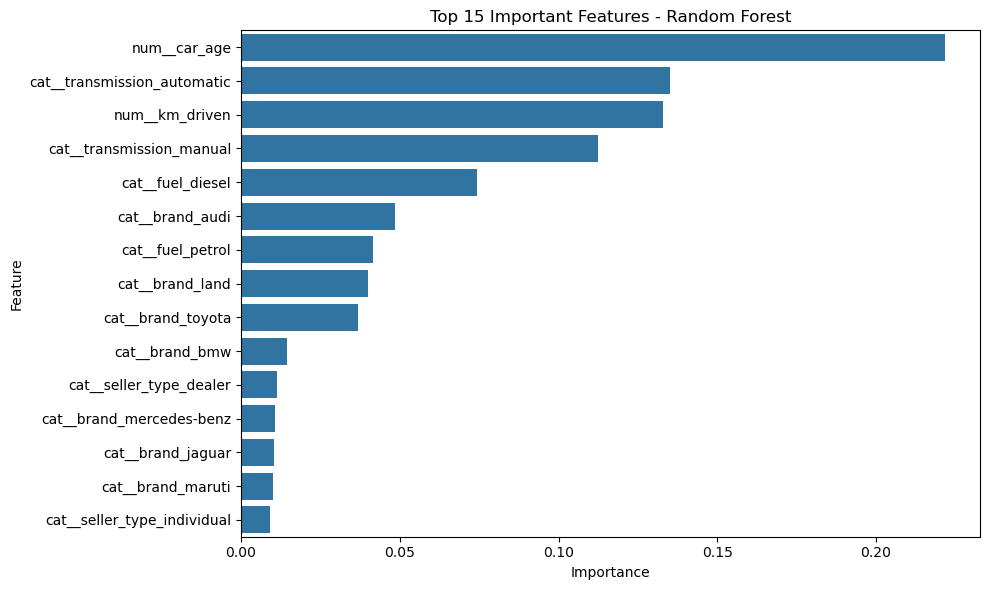 Top 15 Important Features - Random Forest
Feature
num__car_age
cat__transmission_automatic
num__km_driven
cat__transmission_manual
cat__fuel_diesel
cat__brand_audi
cat__fuel_petrol
cat__brand_land
cat__brand_toyota
cat__brand_bmw
cat__seller_type_dealer
cat__brand_mercedes-benz
cat__brand_jaguar
cat__brand_maruti
cat__seller_type_individual
0.00 0.05 0.10 0.15 0.20
Importance